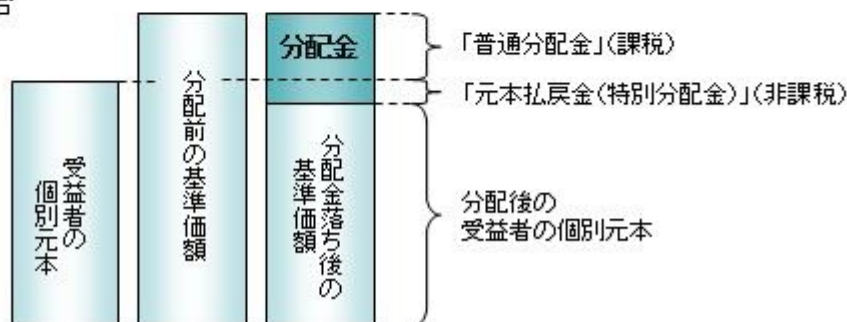 受益者の
個別元本
分配前の基準価額
分配金
分配金落ち後の
基準価額
「普通分配金」(課税)
「元本払戻金(特別分配金)」(非課税)
分配後の
受益者の個別元本